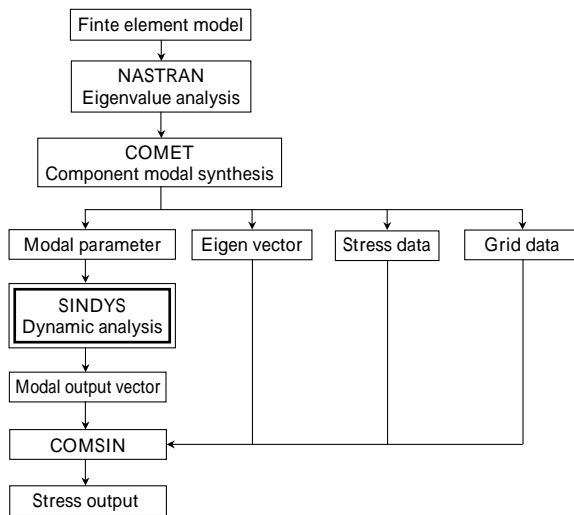 Finte element model
NASTRAN
Eigenvalue analysis
COMET
Component modal synthesis
Modal parameter
Eigen vector
Stress data
Grid data
SINDYS
Dynamic analysis
Modal output vector
COMSIN
Stress output